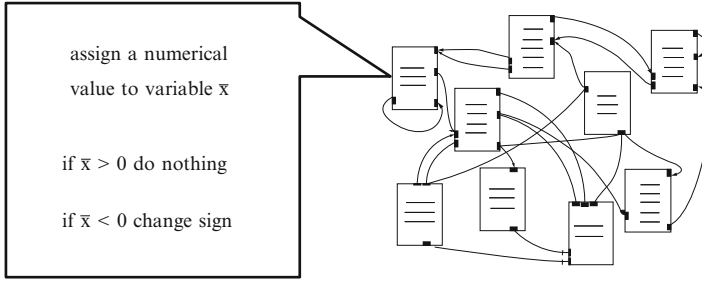 assign a numerical
value to variable x̅
if x̅ > 0 do nothing
if x̅ < 0 change sign